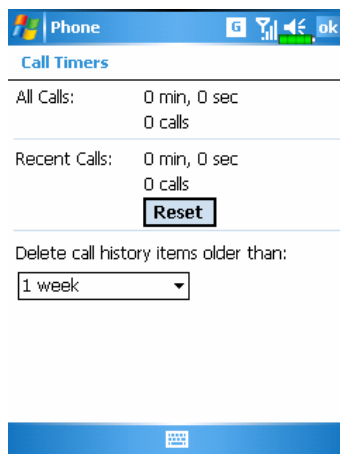 Phone G ok
Call Timers
All Calls: 0 min, 0 sec
0 calls
Recent Calls: 0 min, 0 sec
0 calls
Reset
Delete call history items older than:
1 week